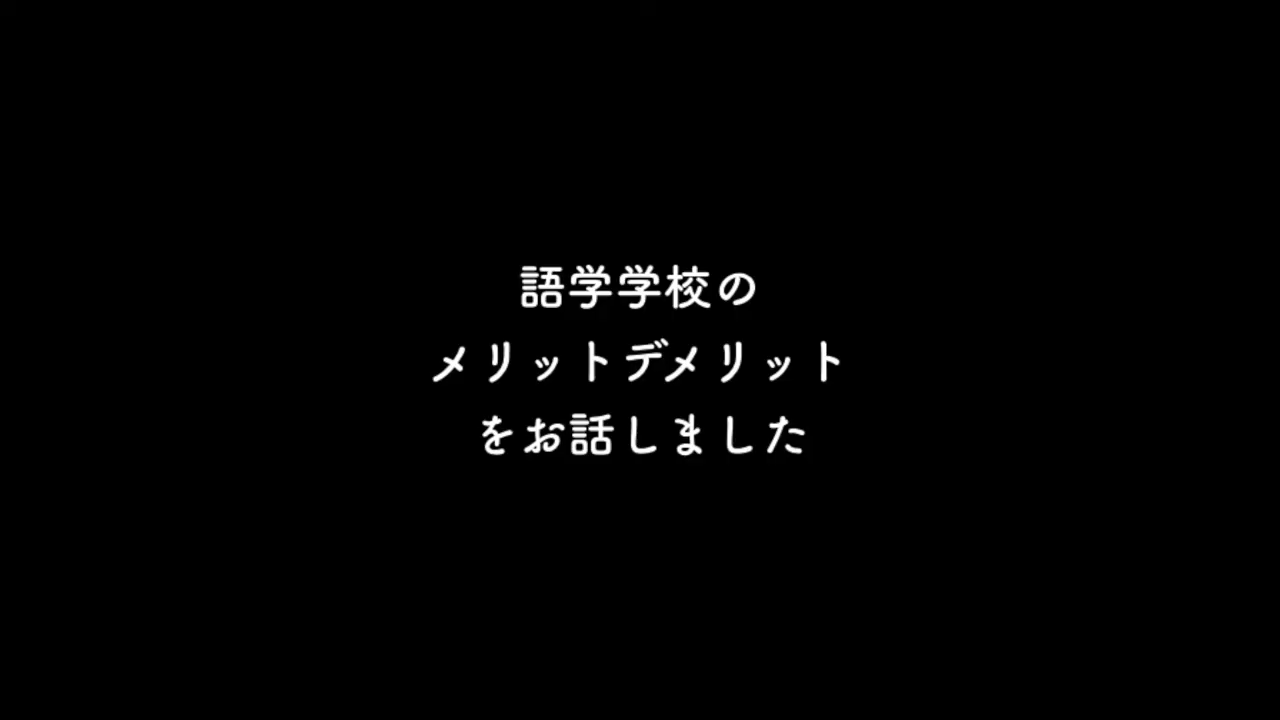 語学学校の
メリットデメリット
をお話しました